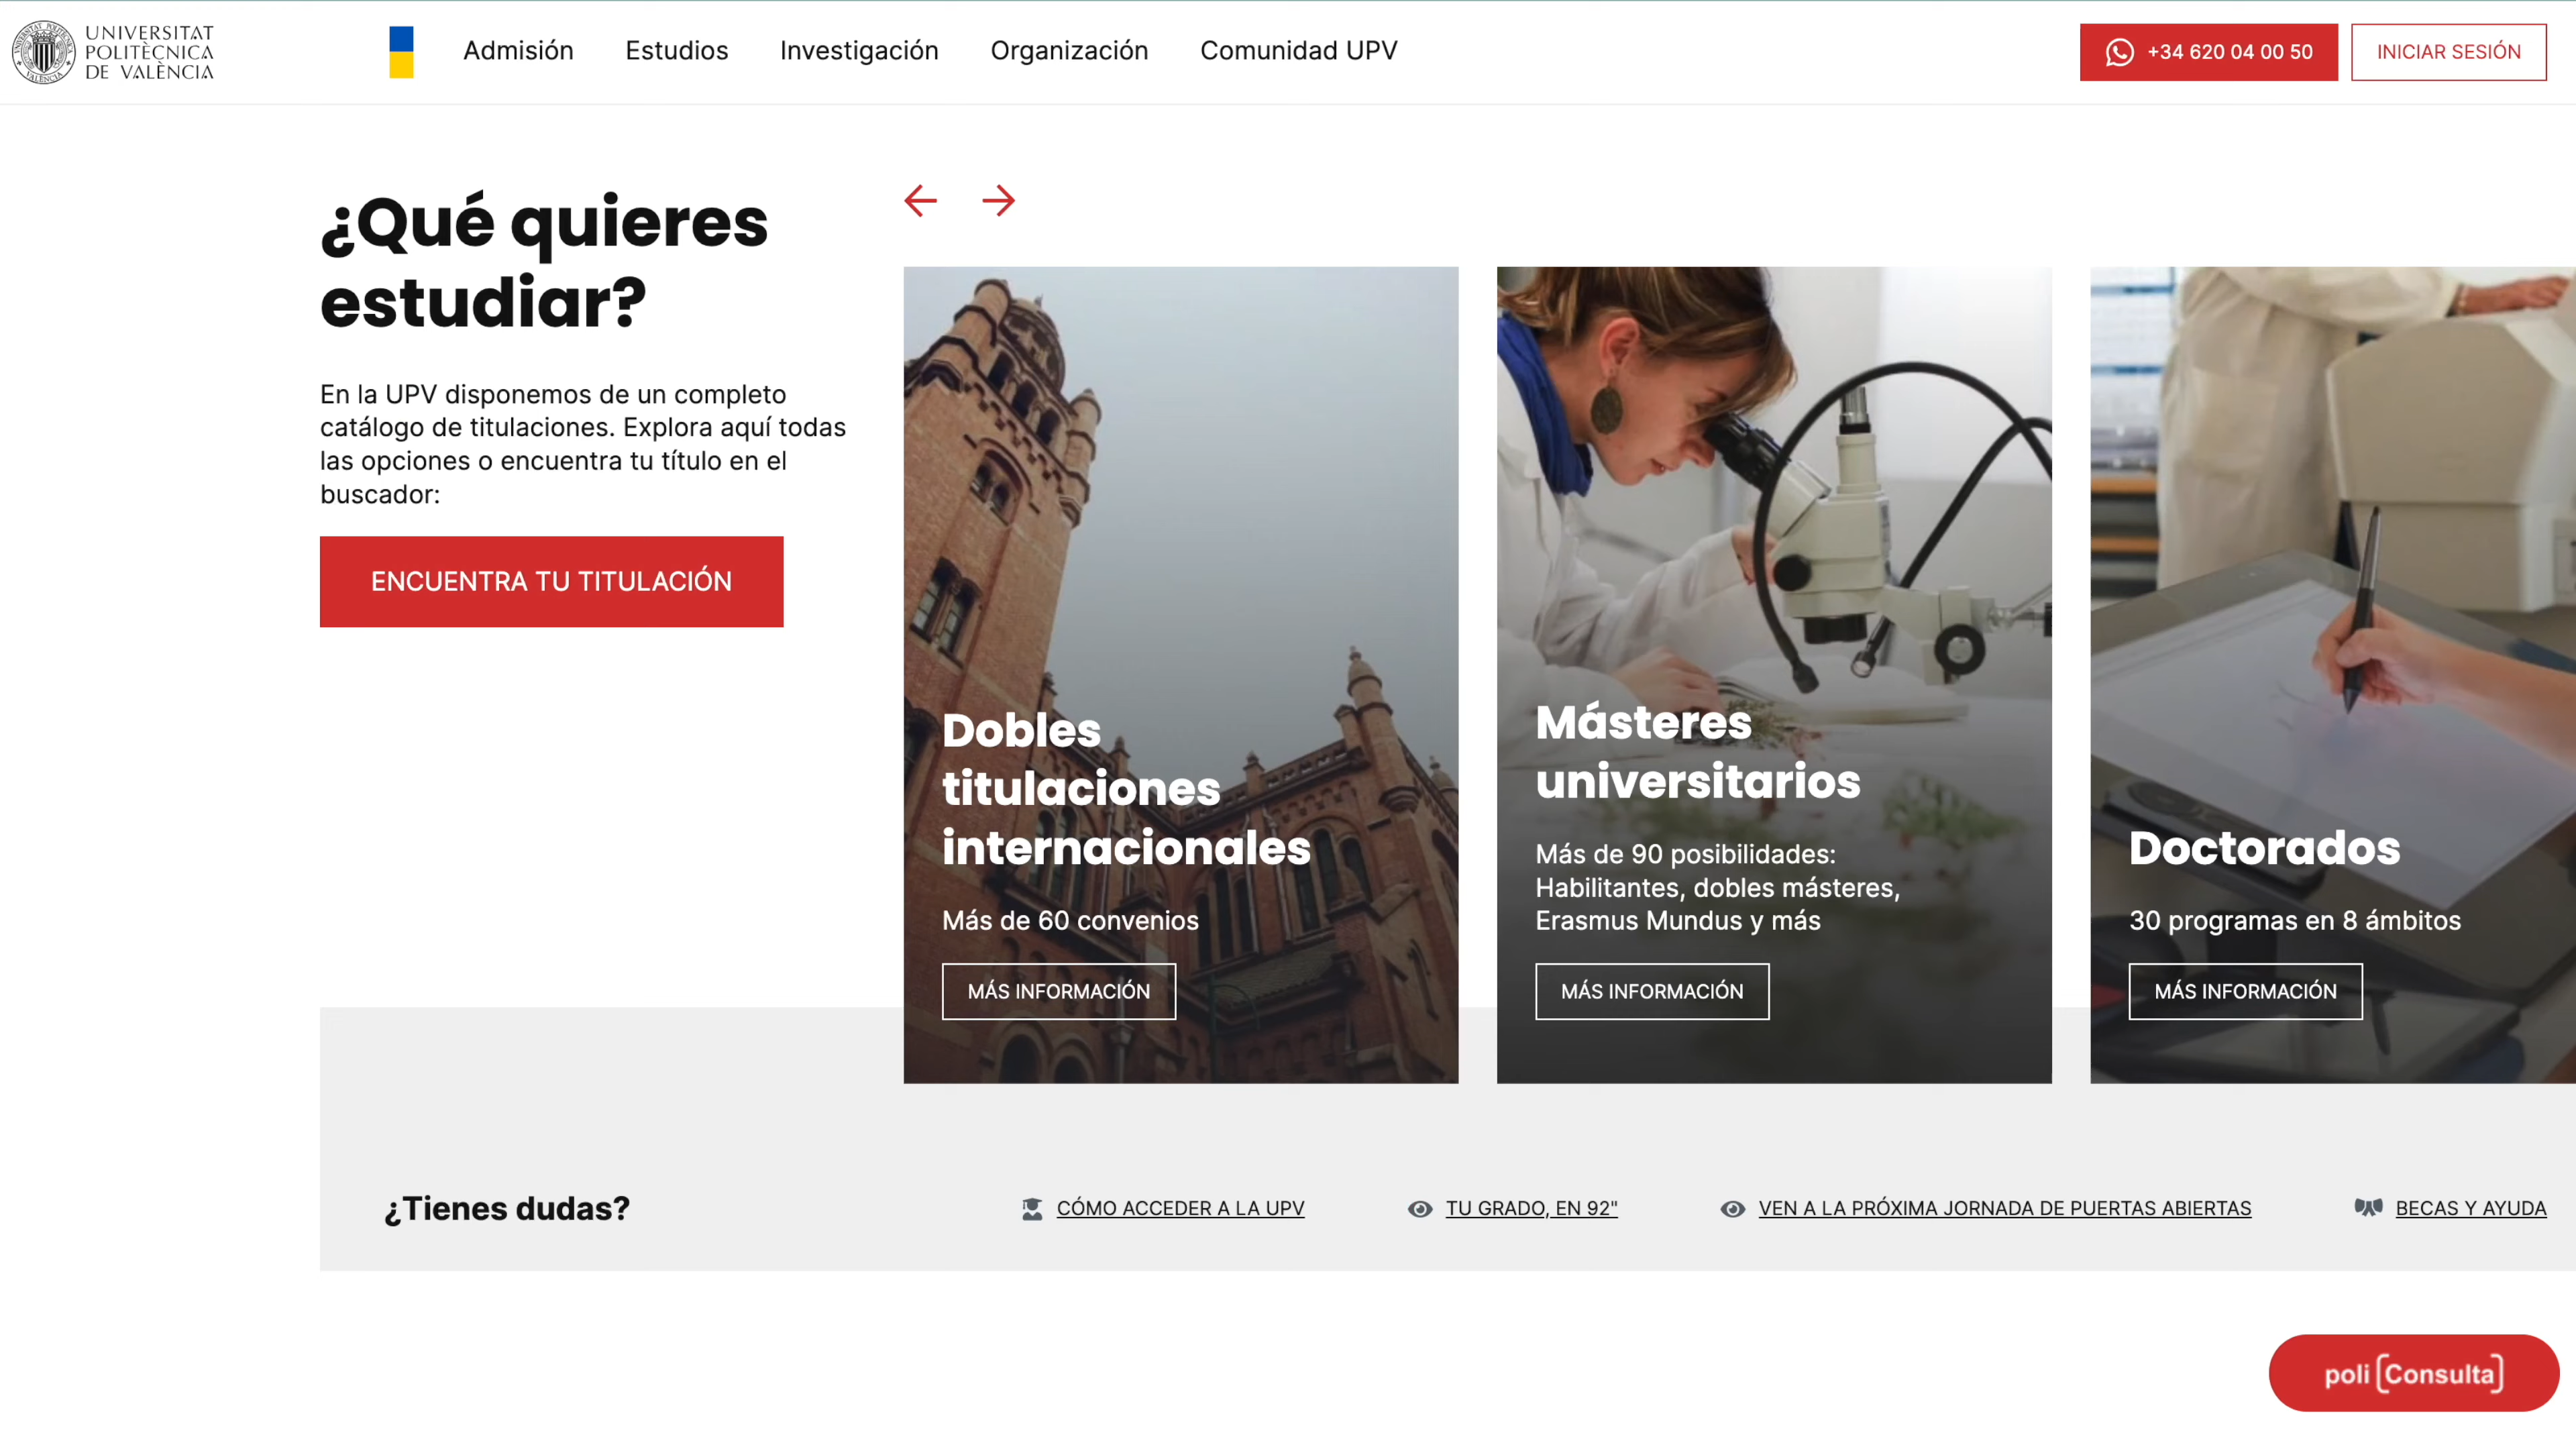 UNIVERSITAT
POLITÈCNICA
DE VALÈNCIA
Admisión
Estudios
Investigación
Organización
Comunidad UPV
+34 620 04 00 50
INICIAR SESIÓN
¿Qué quieres
estudiar?
En la UPV disponemos de un completo
catálogo de titulaciones. Explora aquí todas
las opciones o encuentra tu título en el
buscador:
ENCUENTRA TU TITULACIÓN
Dobles
titulaciones
internacionales
Más de 60 convenios
MÁS INFORMACIÓN
Másteres
universitarios
Más de 90 posibilidades:
Habilitantes, dobles másteres,
Erasmus Mundus y más
MÁS INFORMACIÓN
Doctorados
30 programas en 8 ámbitos
MÁS INFORMACIÓN
¿Tienes dudas?
CÓMO ACCEDER A LA UPV
TU GRADO, EN 92"
VEN A LA PRÓXIMA JORNADA DE PUERTAS ABIERTAS
BECAS Y AYUDA
poli [Consulta]